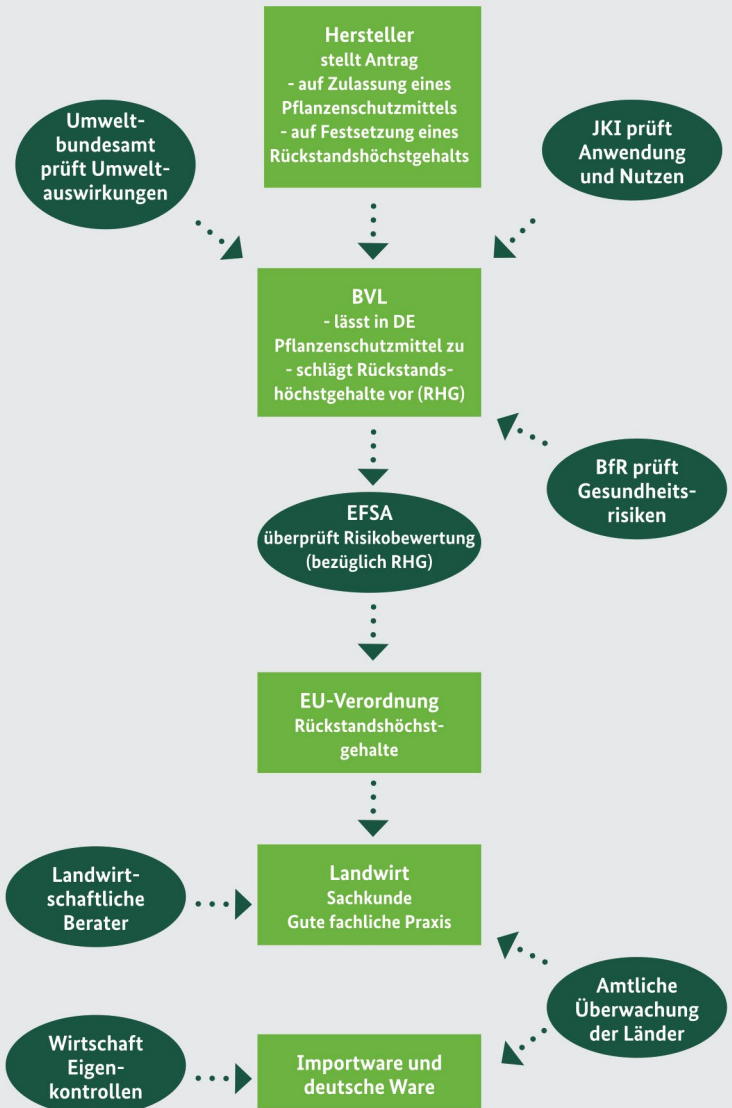 Hersteller
stellt Antrag
- auf Zulassung eines
Pflanzenschutzmittels
- auf Festsetzung eines
Rückstandshöchstgehalts
Umwelt-
bundesamt
prüft Umwelt-
auswirkungen
JKI prüft
Anwendung
und Nutzen
BVL
- lässt in DE
Pflanzenschutzmittel zu
- schlägt Rückstands-
höchstgehalte vor (RHG)
BfR prüft
Gesundheits-
risiken
EFSA
überprüft Risikobewertung
(bezüglich RHG)
EU-Verordnung
Rückstandshöchst-
gehalte
Landwirt-
schaftliche
Berater
Landwirt
Sachkunde
Gute fachliche Praxis
Amtliche
Überwachung
der Länder
Wirtschaft
Eigen-
kontrollen
Importware und
deutsche Ware